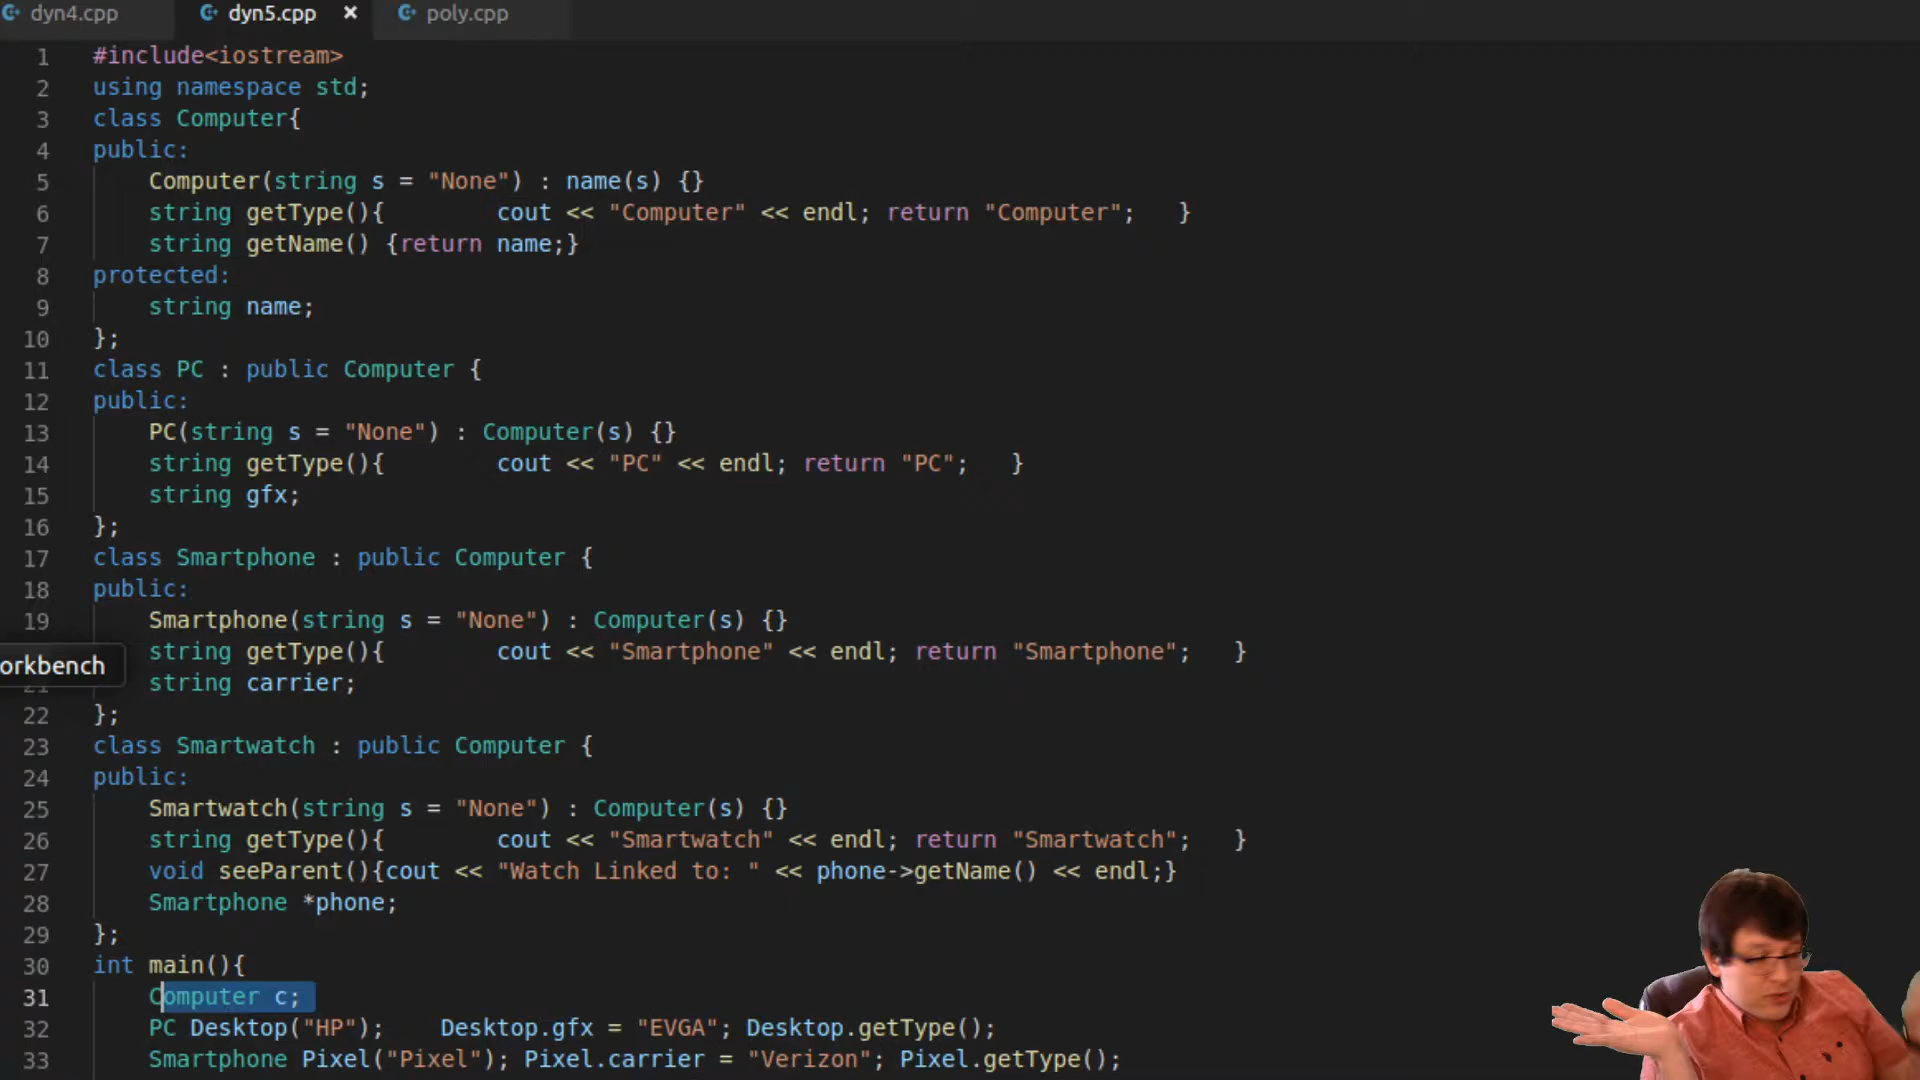 dyn4.cpp dyn5.cpp × poly.cpp
1 #include<iostream>
2 using namespace std;
3 class Computer{
4 public:
5 Computer(string s = "None") : name(s) {}
6 string getType(){ cout << "Computer" << endl; return "Computer"; }
7 string getName() {return name;}
8 protected:
9 string name;
10 };
11 class PC : public Computer {
12 public:
13 PC(string s = "None") : Computer(s) {}
14 string getType(){ cout << "PC" << endl; return "PC"; }
15 string gfx;
16 };
17 class Smartphone : public Computer {
18 public:
19 Smartphone(string s = "None") : Computer(s) {}
orkbench string getType(){ cout << "Smartphone" << endl; return "Smartphone"; }
21 string carrier;
22 };
23 class Smartwatch : public Computer {
24 public:
25 Smartwatch(string s = "None") : Computer(s) {}
26 string getType(){ cout << "Smartwatch" << endl; return "Smartwatch"; }
27 void seeParent(){cout << "Watch Linked to: " << phone->getName() << endl;}
28 Smartphone *phone;
29 };
30 int main(){
31 Computer c;
32 PC Desktop("HP"); Desktop.gfx = "EVGA"; Desktop.getType();
33 Smartphone Pixel("Pixel"); Pixel.carrier = "Verizon"; Pixel.getType();